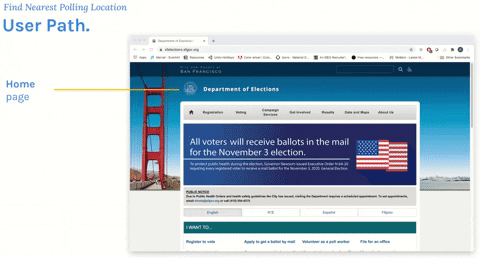 Find Nearest Polling Location
User Path.
Home
page
Department of Elections
sfelections.sfgov.org
CITY AND COUNTY OF
SAN FRANCISCO
Department of Elections
Registration
Voting
Campaign
Services
Get Involved
Results
Data and Maps
About Us
All voters will receive ballots in the mail
for the November 3 election.
To protect public health during the election, Governor Newsom issued Executive Order N-64-20
requiring every registered voter to receive a mail ballot for the November 3, 2020, General Election.
PUBLIC NOTICE
Due to Public Health Orders and health safety guidelines the City has issued, visiting the Department requires a scheduled appointment. To set appointments,
email sfvote@sfgov.org or call (415) 554-4375
English
中文
Español
Filipino
I WANT TO...
Register to vote
Apply to get a ballot by mail
Volunteer as a poll worker
File for an office